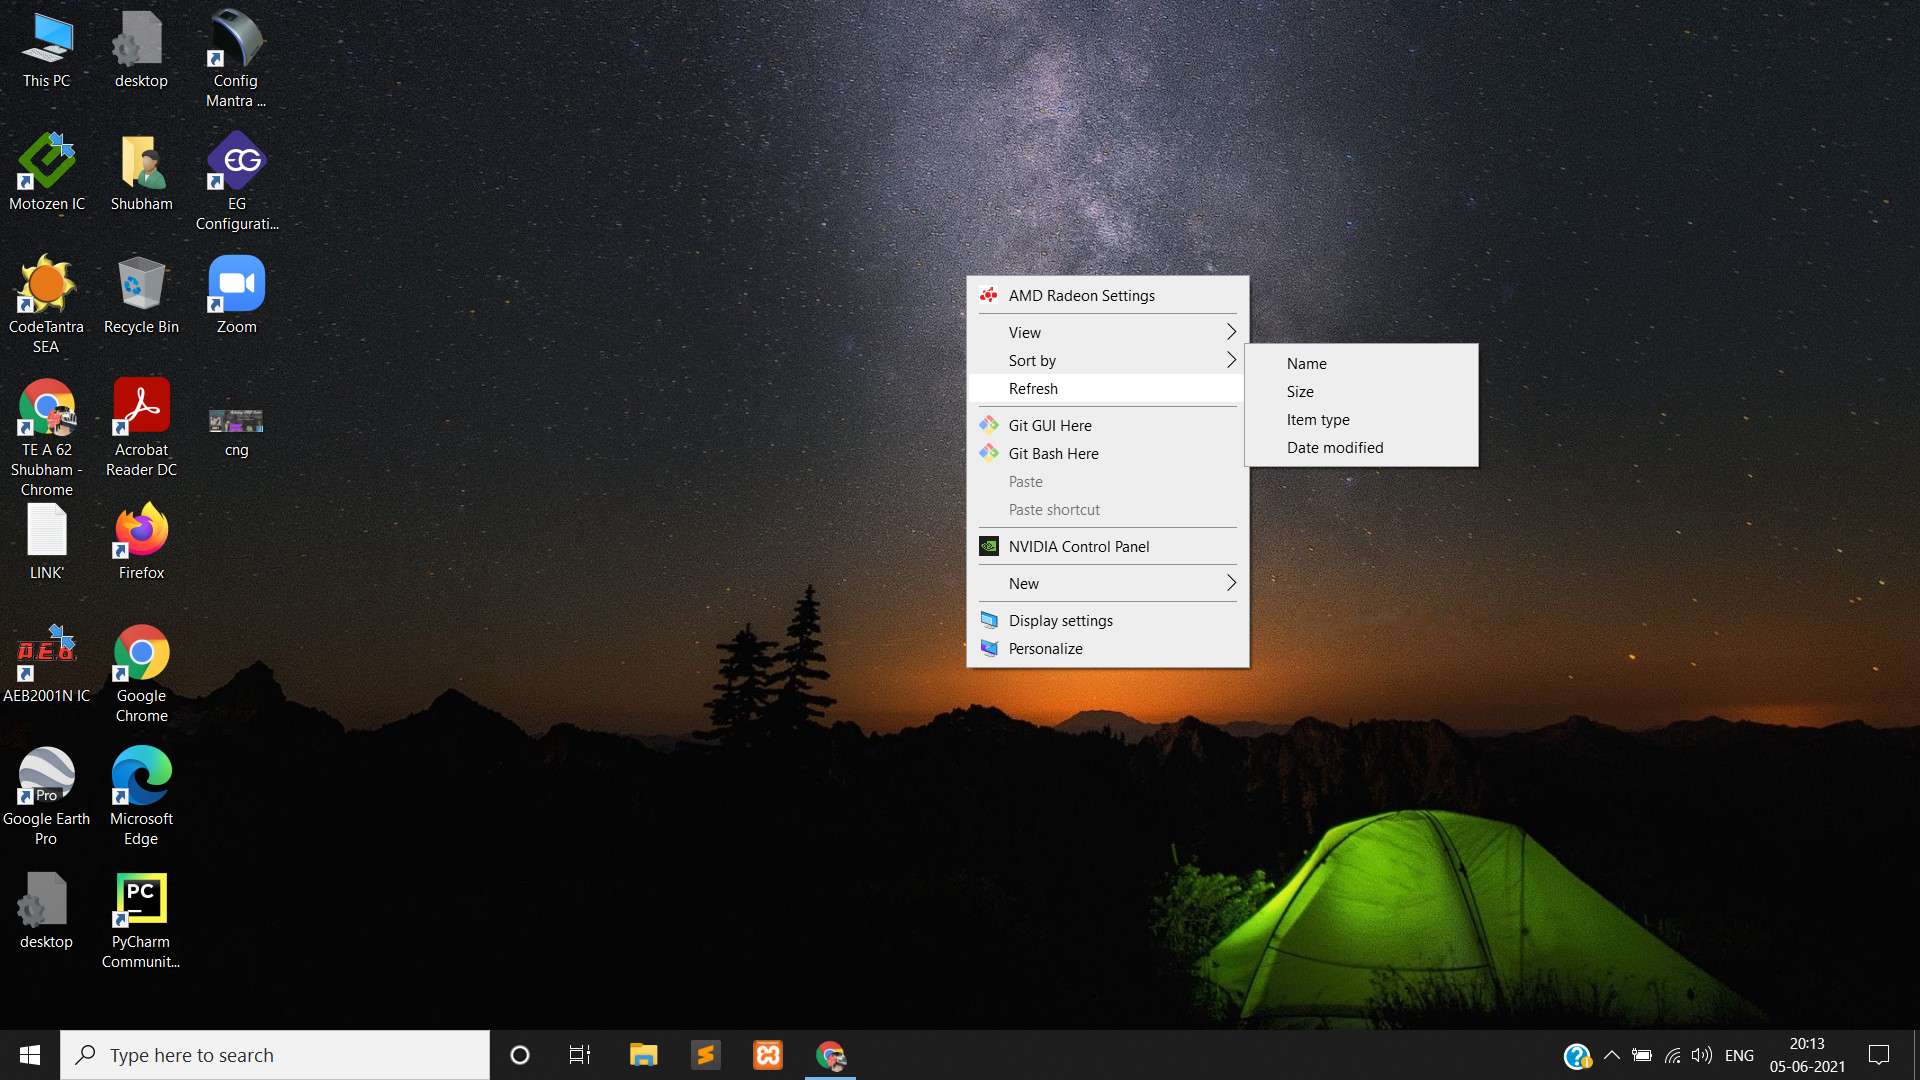 This PC
desktop
Config
Mantra ...
Motozen IC
Shubham
EG
EG
Configurati...
CodeTantra
SEA
Recycle Bin
Zoom
TE A 62
Shubham -
Chrome
Acrobat
Reader DC
cng
LINK'
Firefox
AEB2001N IC
Google
Chrome
Pro
Google Earth
Pro
Microsoft
Edge
desktop
PC
PyCharm
Communit...
AMD Radeon Settings
View
Sort by
Refresh
Git GUI Here
Git Bash Here
Paste
Paste shortcut
NVIDIA Control Panel
New
Display settings
Personalize
Name
Size
Item type
Date modified
Type here to search
ENG
20:13
05-06-2021